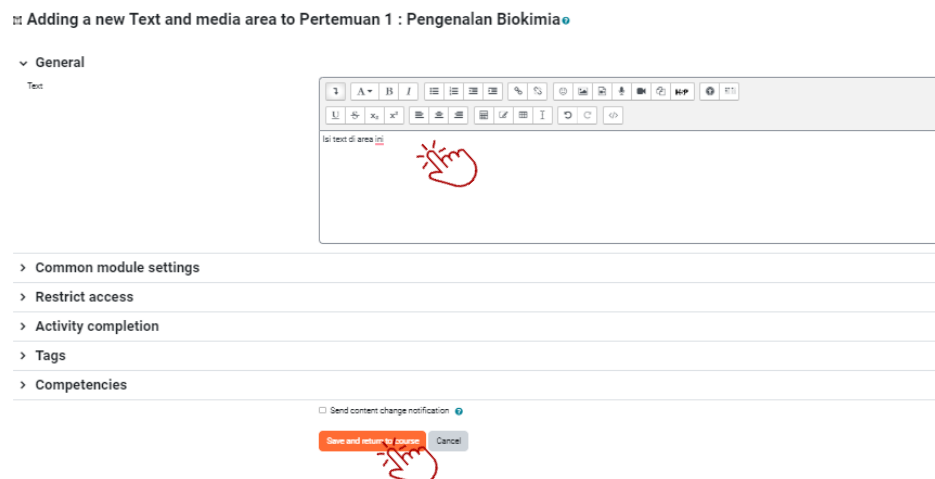 Adding a new Text and media area to Pertemuan 1 : Pengenalan Biokimia
General
Text
Isi text di area ini
Common module settings
Restrict access
Activity completion
Tags
Competencies
Send content change notification
Save and return to course Cancel